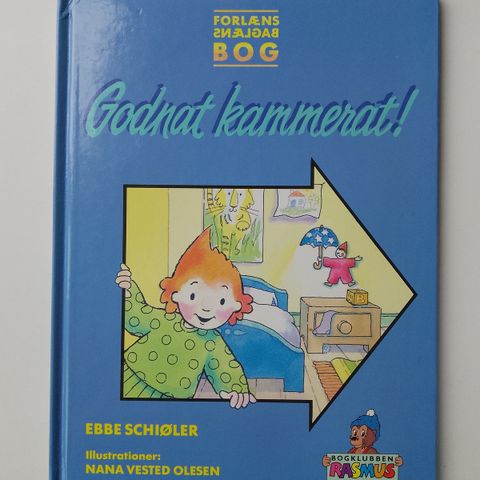 FORLÆNS
BAGLÆNS
BOG
Godnat kammerat!
EBBE SCHIØLER
Illustrationer:
NANA VESTED OLESEN
BOGKLUBBEN
RASMUS